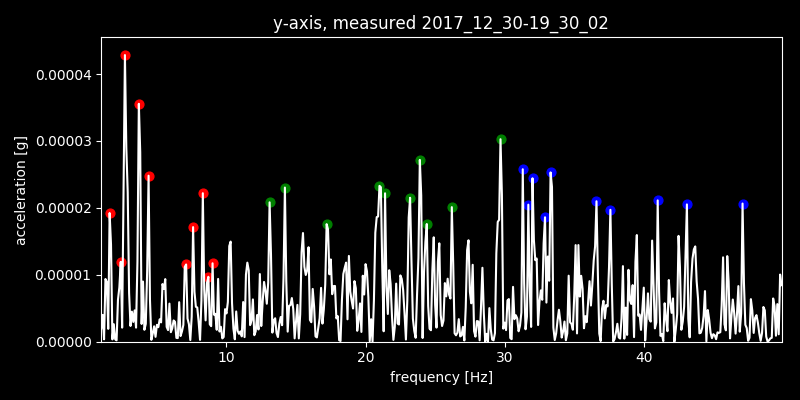 y-axis, measured 2017_12_30-19_30_02
0.00004
0.00003
0.00002
0.00001
0.00000
acceleration [g]
10 20 30 40
frequency [Hz]